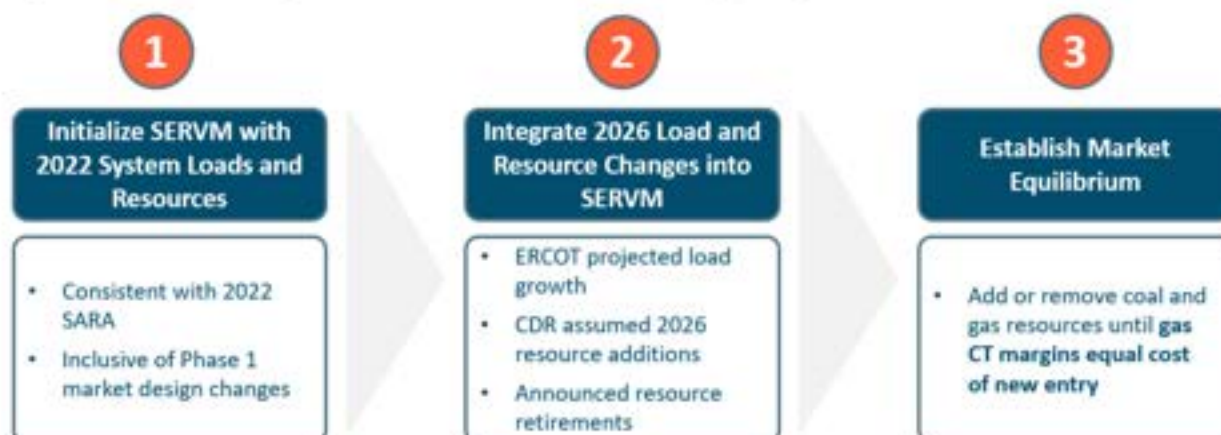 1
Initialize SERVM with
2022 System Loads and
Resources
• Consistent with 2022
SARA
• Inclusive of Phase 1
market design changes
2
Integrate 2026 Load and
Resource Changes into
SERVM
• ERCOT projected load
growth
• CDR assumed 2026
resource additions
• Announced resource
retirements
3
Establish Market
Equilibrium
• Add or remove coal and
gas resources until gas
CT margins equal cost
of new entry